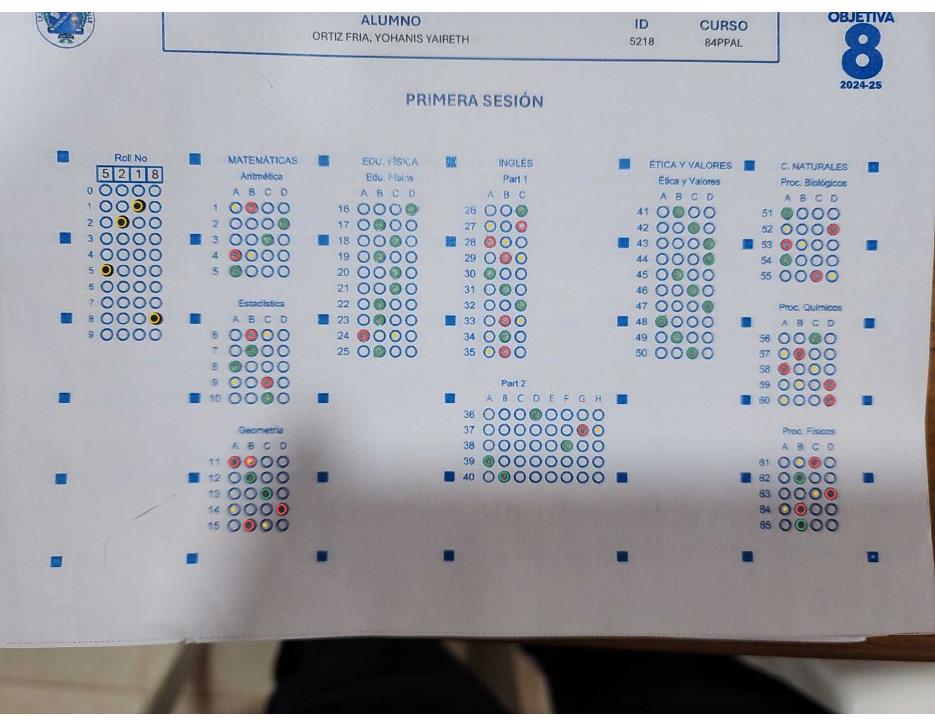 ALUMNO
ORTIZ FRIA, YOHANIS YAIRETH
ID
5218
CURSO
84PPAL
OBJETIVA
8
2024-2S
PRIMERA SESIÓN
Roll No
5 2 1 8
0
1
2
3
4
5
6
7
8
9
MATEMÁTICAS
Aritmética
A B C D
1
2
3
4
5
Estadística
A B C D
6
7
8
9
10
Geometría
A B C D
11
12
13
14
15
EDU. FÍSICA
Edu. Física
A B C D
16
17
18
19
20
21
22
23
24
25
INGLÉS
Part 1
A B C
26
27
28
29
30
31
32
33
34
35
Part 2
A B C D E F G H
36
37
38
39
40
ÉTICA Y VALORES
Ética y Valores
A B C D
41
42
43
44
45
46
47
48
49
50
C. NATURALES
Proc. Biológicos
A B C D
51
52
53
54
55
Proc. Químicos
A B C D
56
57
58
59
60
Proc. Físicos
A B C D
61
62
63
64
65